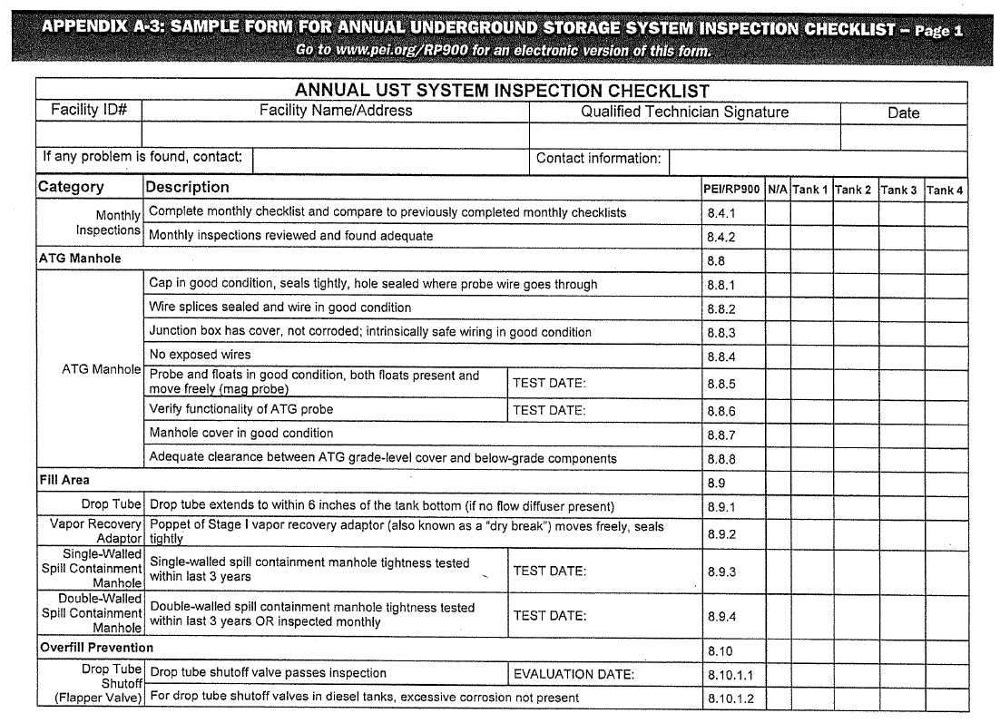 APPENDIX A-3: SAMPLE FORM FOR ANNUAL UNDERGROUND STORAGE SYSTEM INSPECTION CHECKLIST – Page 1
Go to www.pei.org/RP900 for an electronic version of this form.
ANNUAL UST SYSTEM INSPECTION CHECKLIST
Facility ID# Facility Name/Address Qualified Technician Signature Date
If any problem is found, contact: Contact information:
Category Description PEI/RP900 N/A Tank 1 Tank 2 Tank 3 Tank 4
Monthly
Inspections
Complete monthly checklist and compare to previously completed monthly checklists 8.4.1
Monthly inspections reviewed and found adequate 8.4.2
ATG Manhole 8.8
ATG Manhole
Cap in good condition, seals tightly, hole sealed where probe wire goes through 8.8.1
Wire splices sealed and wire in good condition 8.8.2
Junction box has cover, not corroded; intrinsically safe wiring in good condition 8.8.3
No exposed wires 8.8.4
Probe and floats in good condition, both floats present and
move freely (mag probe) TEST DATE: 8.8.5
Verify functionality of ATG probe TEST DATE: 8.8.6
Manhole cover in good condition 8.8.7
Adequate clearance between ATG grade-level cover and below-grade components 8.8.8
Fill Area 8.9
Drop Tube Drop tube extends to within 6 inches of the tank bottom (if no flow diffuser present) 8.9.1
Vapor Recovery
Adaptor
Poppet of Stage I vapor recovery adaptor (also known as a "dry break") moves freely, seals
tightly 8.9.2
Single-Walled
Spill Containment
Manhole
Single-walled spill containment manhole tightness tested
within last 3 years TEST DATE: 8.9.3
Double-Walled
Spill Containment
Manhole
Double-walled spill containment manhole tightness tested
within last 3 years OR inspected monthly TEST DATE: 8.9.4
Overfill Prevention 8.10
Drop Tube
Shutoff
(Flapper Valve)
Drop tube shutoff valve passes inspection EVALUATION DATE: 8.10.1.1
For drop tube shutoff valves in diesel tanks, excessive corrosion not present 8.10.1.2